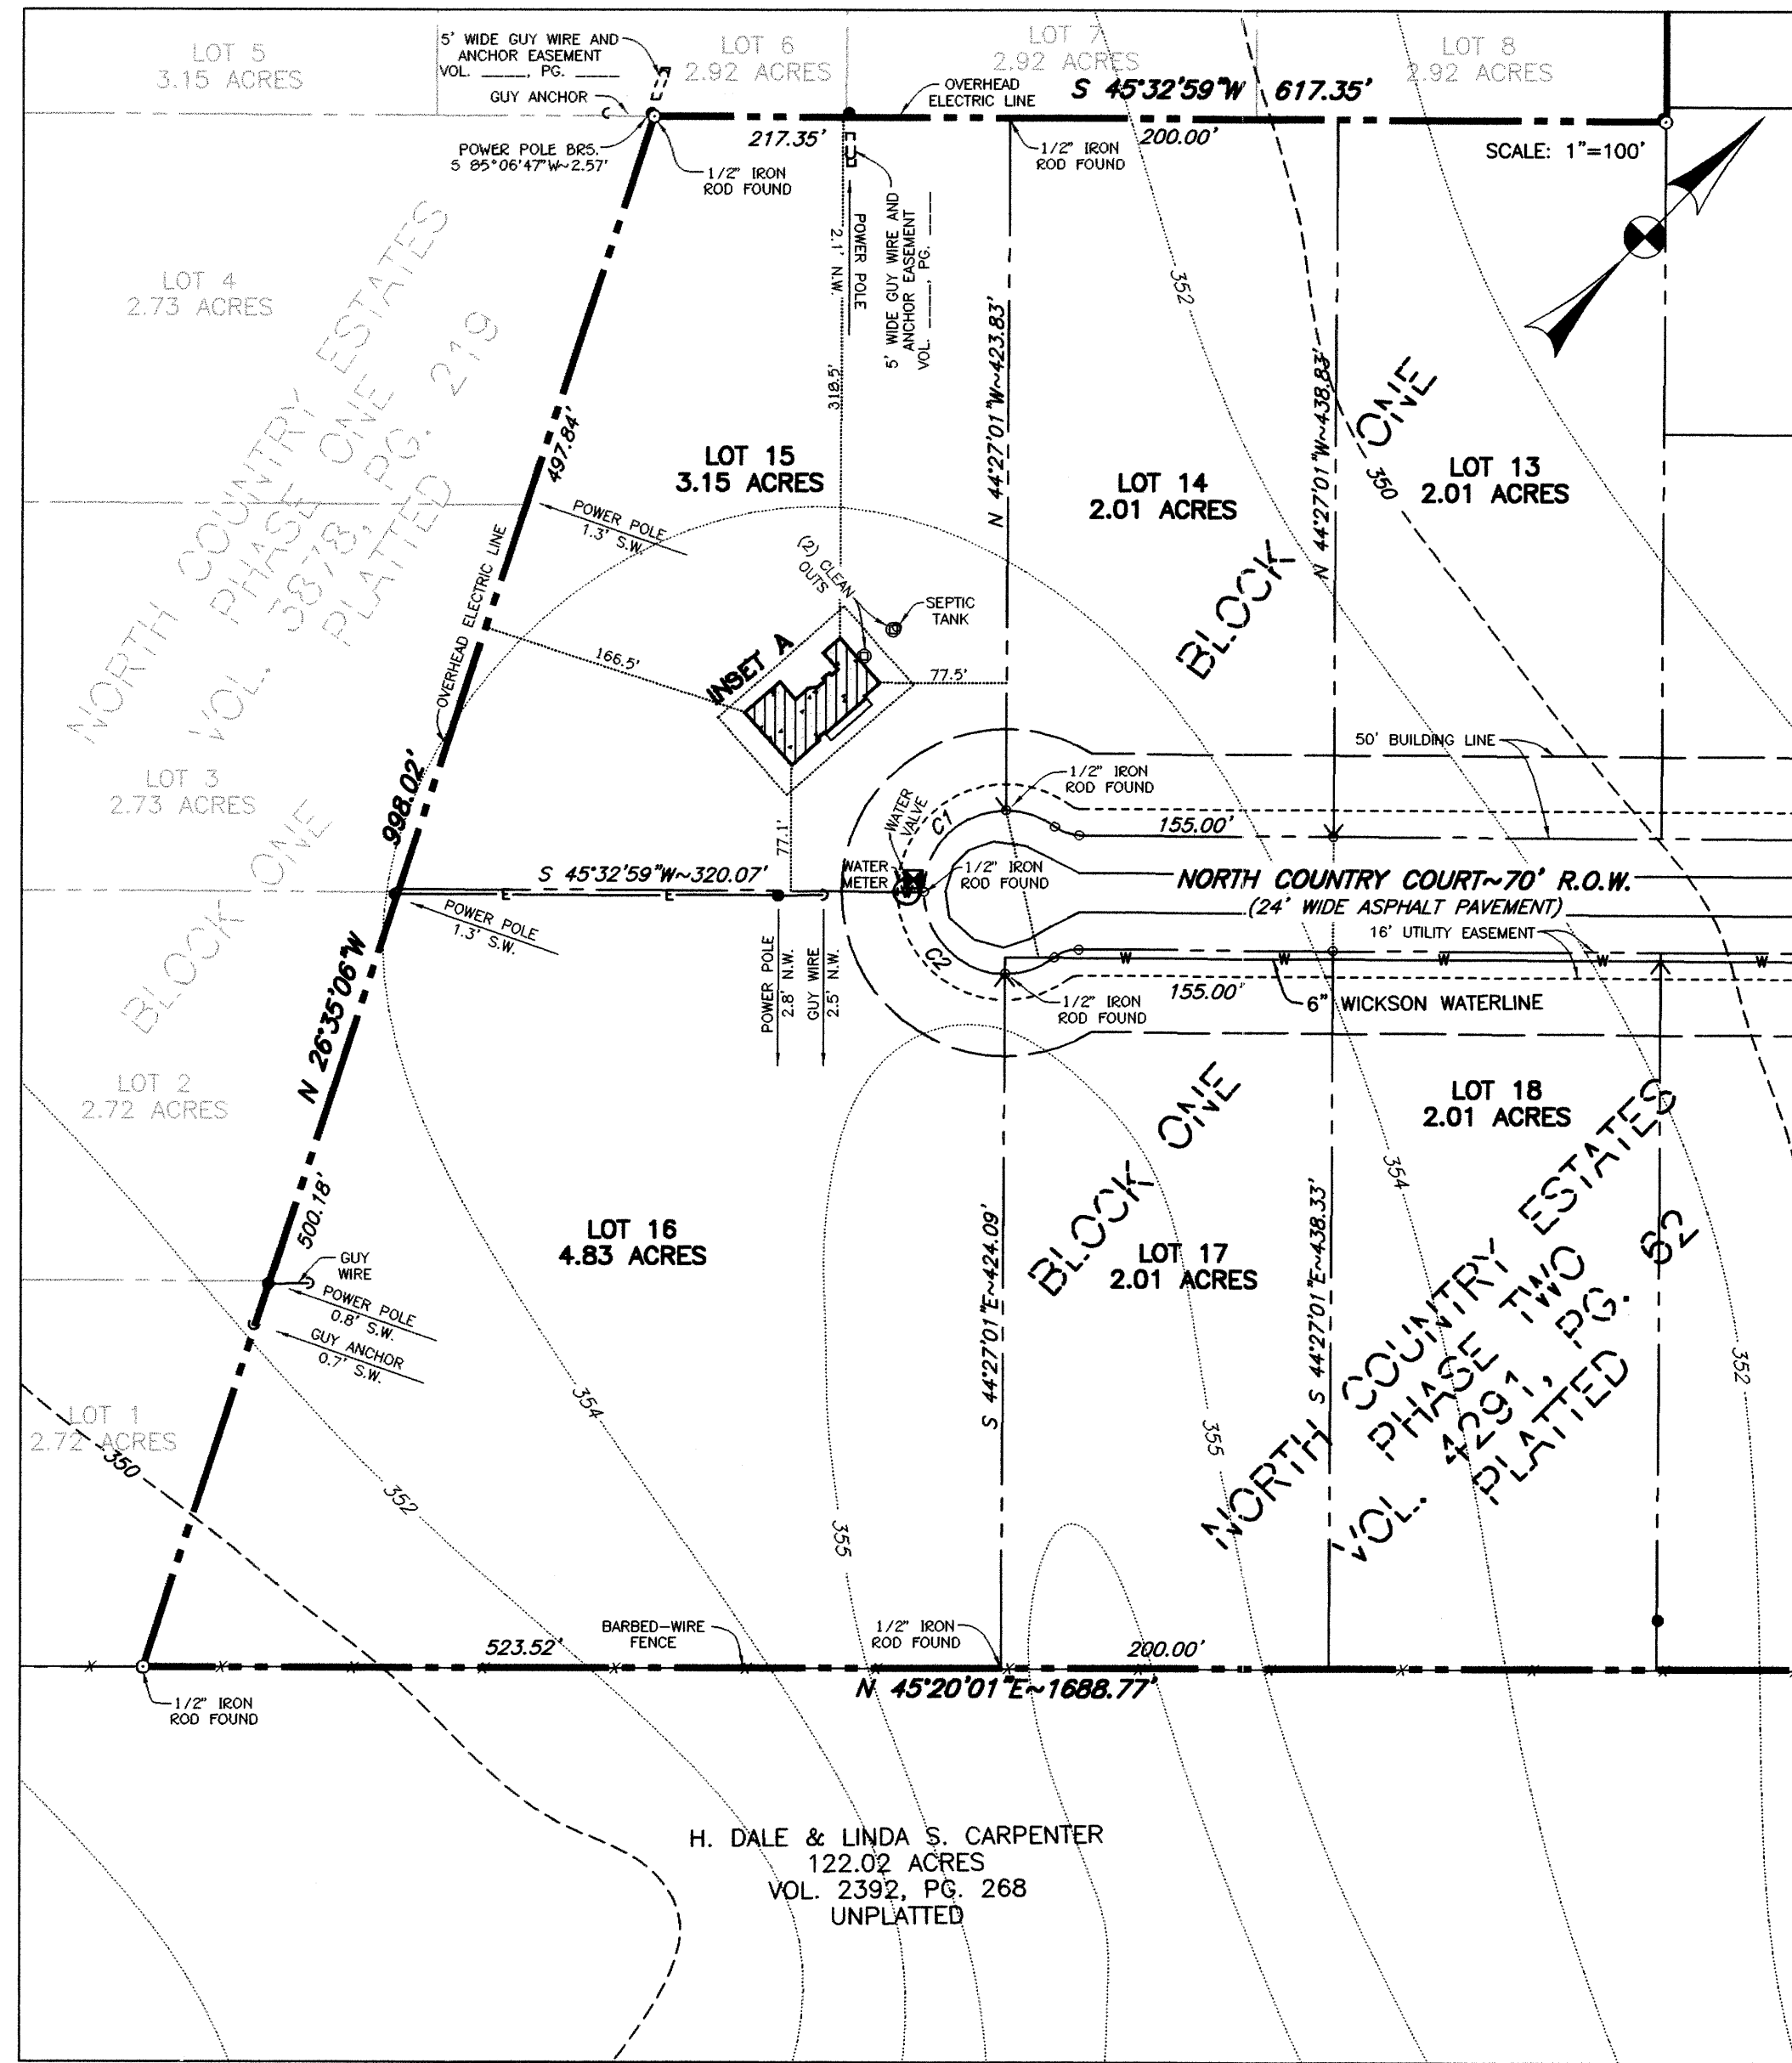 LOT 5
3.15 ACRES
5' WIDE GUY WIRE AND
ANCHOR EASEMENT
VOL. ____, PG. ____
GUY ANCHOR
LOT 6
2.92 ACRES
LOT 7
2.92 ACRES
LOT 8
2.92 ACRES
OVERHEAD
ELECTRIC LINE
S 45°32'59"W 617.35'
217.35'
200.00'
SCALE: 1"=100'
POWER POLE BRS.
S 85°06'47"W~2.57'
1/2" IRON
ROD FOUND
1/2" IRON
ROD FOUND
POWER POLE
2.1' N.W.
5' WIDE GUY WIRE AND
ANCHOR EASEMENT
VOL. ____, PG. ____
318.5'
LOT 4
2.73 ACRES
NORTH COUNTRY ESTATES
PHASE ONE
VOL. 3878, PG. 219
PLATTED
497.84'
N 44°27'01"W~423.83'
352
N 44°27'01"W~438.83'
350
BLOCK ONE
LOT 15
3.15 ACRES
LOT 14
2.01 ACRES
LOT 13
2.01 ACRES
POWER POLE
1.3' S.W.
OVERHEAD ELECTRIC LINE
(2) CLEAN
OUTS
SEPTIC
TANK
166.5'
INSET A
77.5'
50' BUILDING LINE
LOT 3
2.73 ACRES
BLOCK ONE
998.02'
N 26°35'06"W
77.1'
WATER
VALVE
C1
1/2" IRON
ROD FOUND
155.00'
WATER
METER
1/2" IRON
ROD FOUND
S 45°32'59"W~320.07'
E
E
NORTH COUNTRY COURT~70' R.O.W.
(24' WIDE ASPHALT PAVEMENT)
16' UTILITY EASEMENT
POWER POLE
1.3' S.W.
POWER POLE
2.8' N.W.
GUY WIRE
2.5' N.W.
C2
W
W
W
W
W
155.00'
1/2" IRON
ROD FOUND
6" WICKSON WATERLINE
LOT 2
2.72 ACRES
LOT 18
2.01 ACRES
BLOCK ONE
354
500.18'
LOT 16
4.83 ACRES
S 44°27'01"E~424.09'
LOT 17
2.01 ACRES
S 44°27'01"E~438.33'
NORTH COUNTRY ESTATES
PHASE TWO
VOL. 4291, PG. 62
PLATTED
352
GUY
WIRE
POWER POLE
0.8' S.W.
GUY ANCHOR
0.7' S.W.
LOT 1
2.72 ACRES
350
354
352
355
355
523.52'
BARBED-WIRE
FENCE
1/2" IRON
ROD FOUND
200.00'
N 45°20'01"E~1688.77'
1/2" IRON
ROD FOUND
H. DALE & LINDA S. CARPENTER
122.02 ACRES
VOL. 2392, PG. 268
UNPLATTED